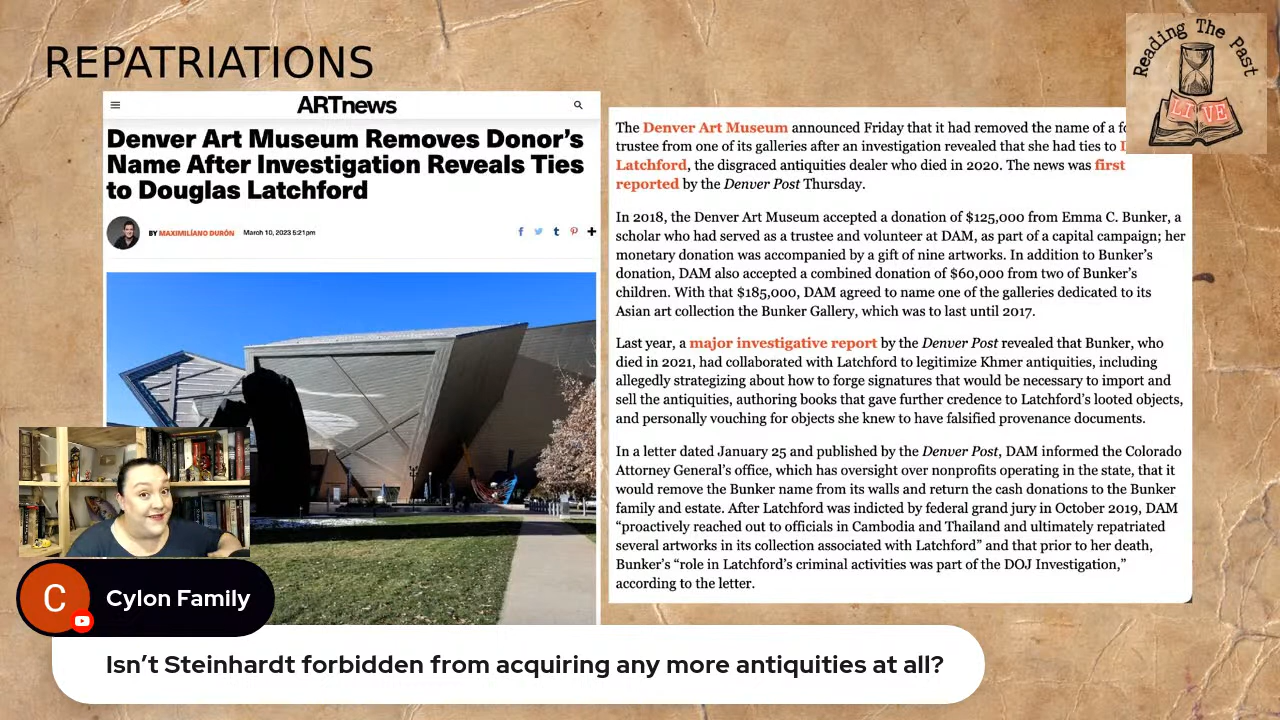 REPATRIATIONS
Reading The Past
LIVE
ARTnews
Denver Art Museum Removes Donor’s
Name After Investigation Reveals Ties
to Douglas Latchford
BY MAXIMILÍANO DURÓN March 10, 2023 5:21pm
The Denver Art Museum announced Friday that it had removed the name of a
trustee from one of its galleries after an investigation revealed that she had ties to
Latchford, the disgraced antiquities dealer who died in 2020. The news was first
reported by the Denver Post Thursday.
In 2018, the Denver Art Museum accepted a donation of $125,000 from Emma C. Bunker, a
scholar who had served as a trustee and volunteer at DAM, as part of a capital campaign; her
monetary donation was accompanied by a gift of nine artworks. In addition to Bunker’s
donation, DAM also accepted a combined donation of $60,000 from two of Bunker’s
children. With that $185,000, DAM agreed to name one of the galleries dedicated to its
Asian art collection the Bunker Gallery, which was to last until 2017.
Last year, a major investigative report by the Denver Post revealed that Bunker, who
died in 2021, had collaborated with Latchford to legitimize Khmer antiquities, including
allegedly strategizing about how to forge signatures that would be necessary to import and
sell the antiquities, authoring books that gave further credence to Latchford’s looted objects,
and personally vouching for objects she knew to have falsified provenance documents.
In a letter dated January 25 and published by the Denver Post, DAM informed the Colorado
Attorney General’s office, which has oversight over nonprofits operating in the state, that it
would remove the Bunker name from its walls and return the cash donations to the Bunker
family and estate. After Latchford was indicted by federal grand jury in October 2019, DAM
“proactively reached out to officials in Cambodia and Thailand and ultimately repatriated
several artworks in its collection associated with Latchford” and that prior to her death,
Bunker’s “role in Latchford’s criminal activities was part of the DOJ Investigation,”
according to the letter.
C
Cylon Family
Isn’t Steinhardt forbidden from acquiring any more antiquities at all?